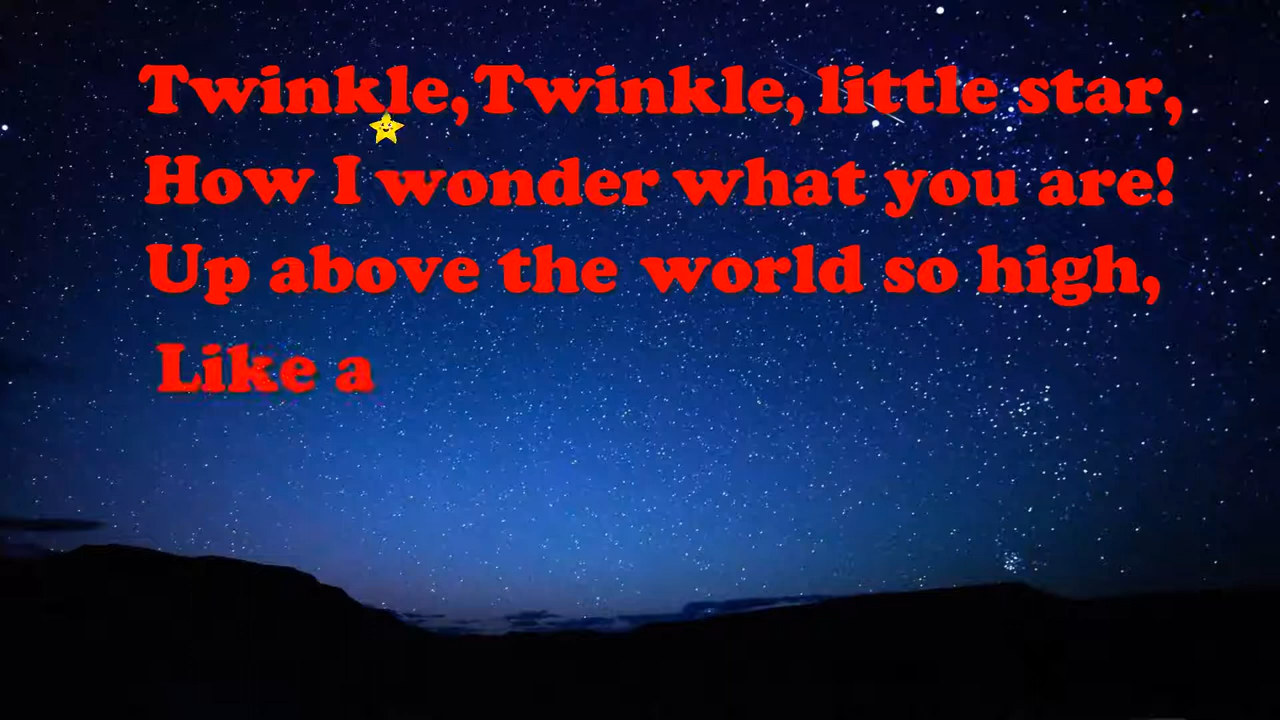 Twinkle,Twinkle, little star,
How I wonder what you are!
Up above the world so high,
Like a